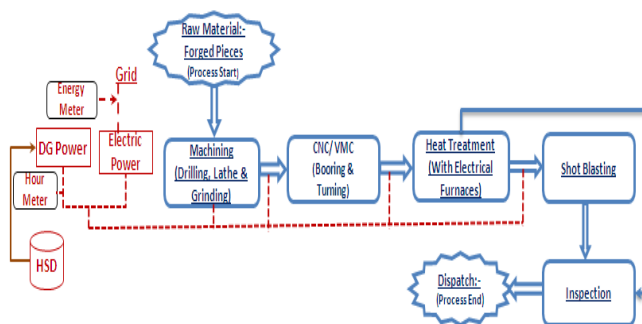 Raw Material:-
Forged Pieces
(Process Start)
Grid
Energy
Meter
DG Power
Electric
Power
Hour
Meter
HSD
Machining
(Drilling, Lathe &
Grinding)
CNC/ VMC
(Booring &
Turning)
Heat Treatment
(With Electrical
Furnaces)
Shot Blasting
Dispatch:-
(Process End)
Inspection